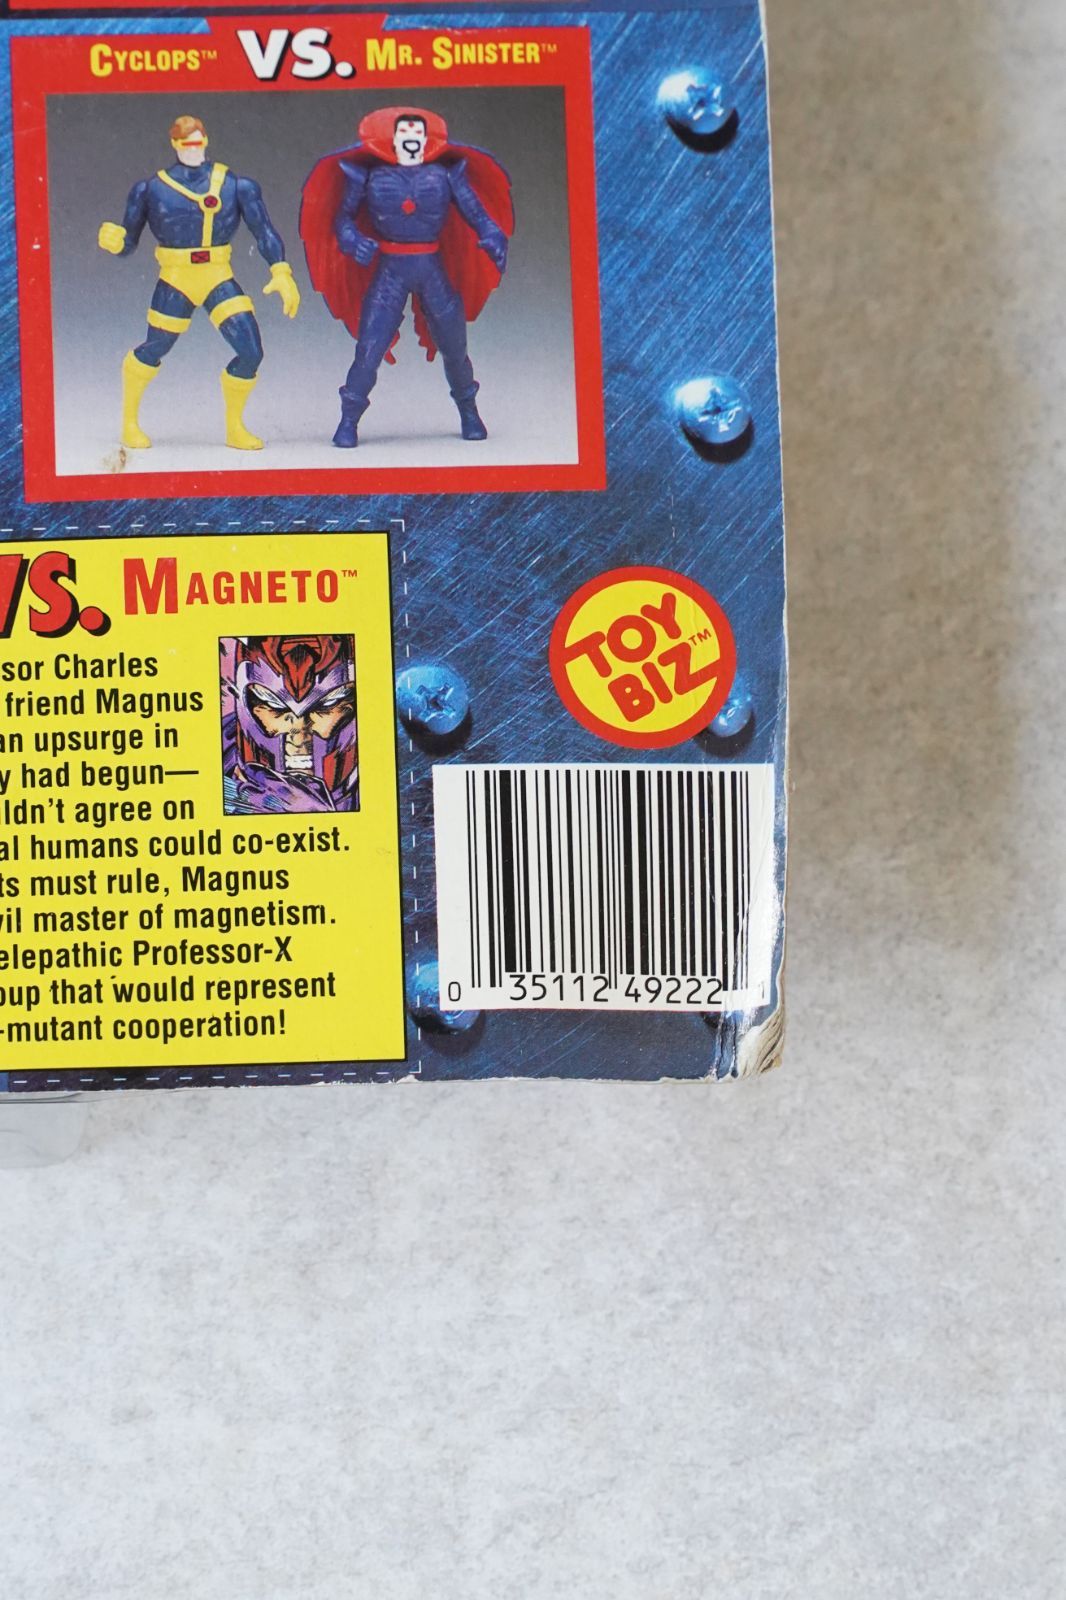 CYCLOPS™ VS. MR. SINISTER™
VS. MAGNETO™
sor Charles
friend Magnus
an upsurge in
y had begun—
ldn't agree on
al humans could co-exist.
ts must rule, Magnus
vil master of magnetism.
elepathic Professor-X
oup that would represent
-mutant cooperation!
TOY
BIZ™
0 35112 49222 1